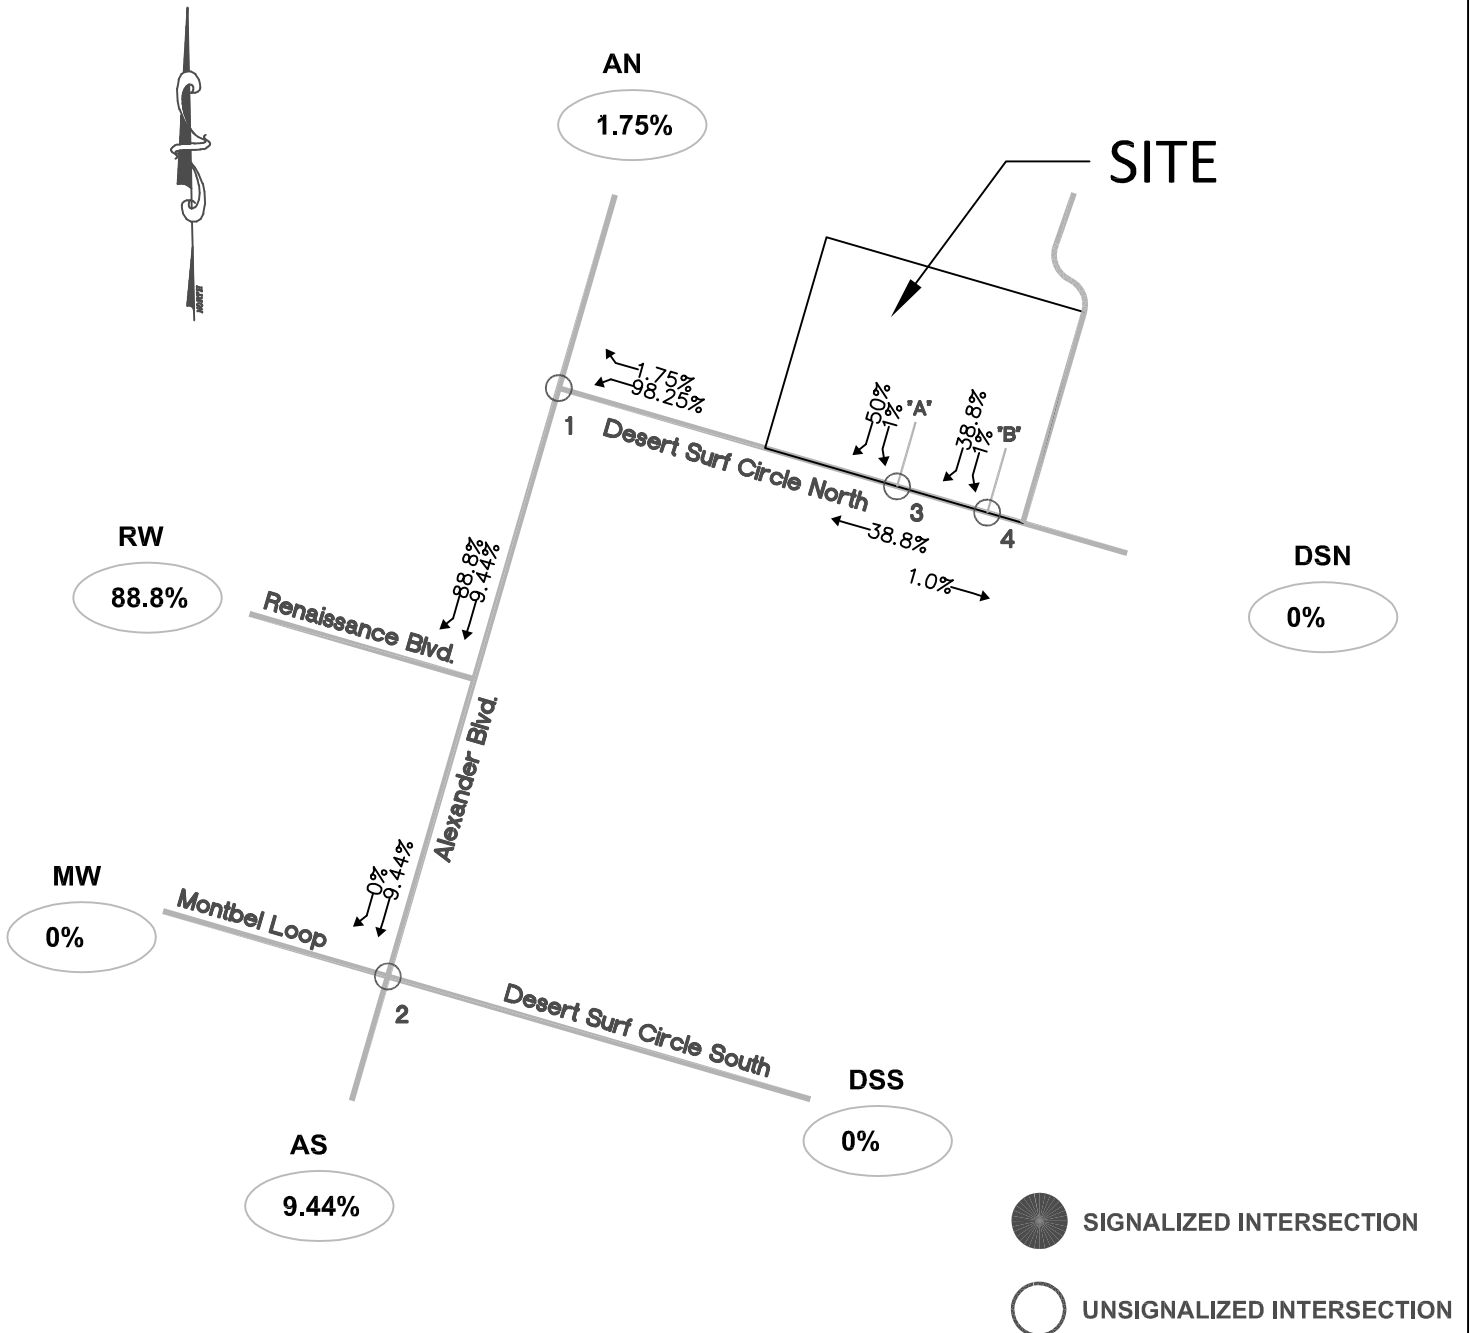 AN
1.75%
SITE
NORTH
1.75%
98.25%
50%
1%
"A"
38.8%
1%
"B"
1
Desert Surf Circle North
3
4
38.8%
1.0%
RW
88.8%
88.8%
9.44%
DSN
0%
Renaissance Blvd.
Alexander Blvd.
0%
9.44%
MW
0%
Montbel Loop
2
Desert Surf Circle South
DSS
0%
AS
9.44%
SIGNALIZED INTERSECTION
UNSIGNALIZED INTERSECTION